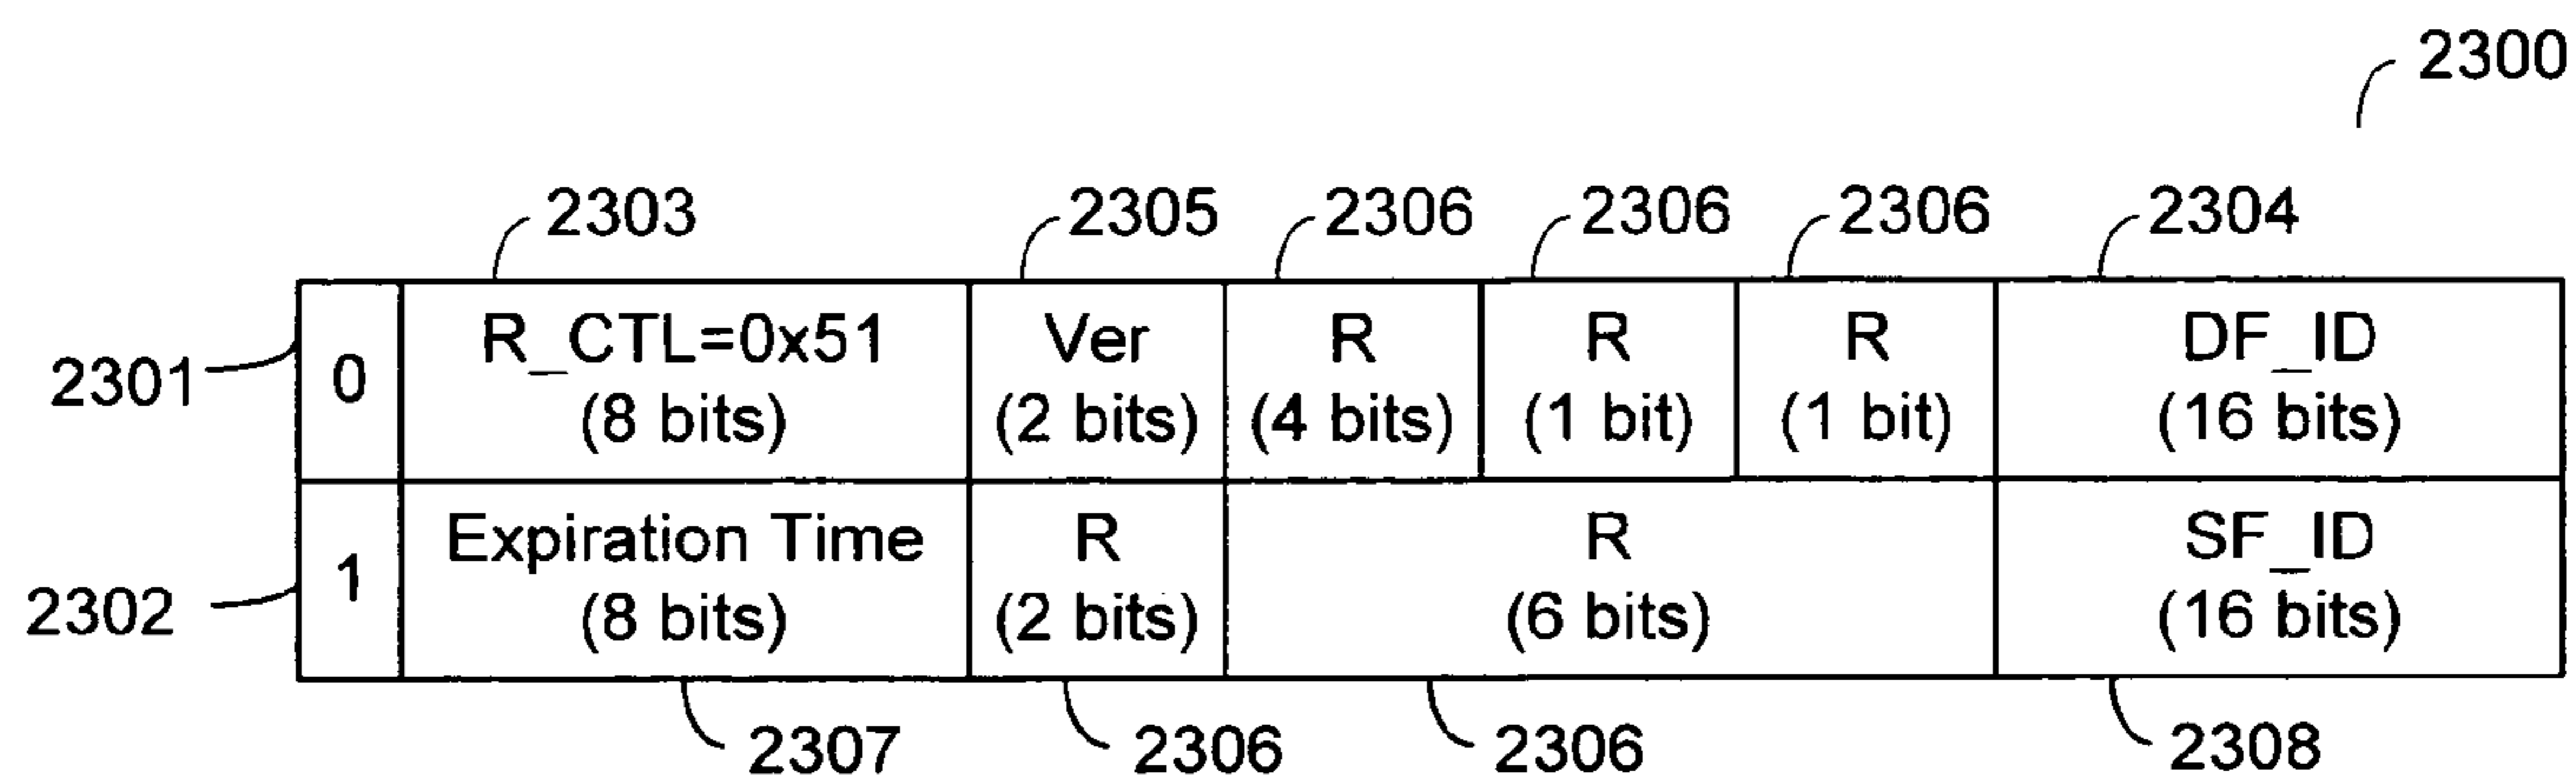 2300
2303 2305 2306 2306 2306 2304
2301 0 R_CTL=0x51 Ver R R R DF_ID
(8 bits) (2 bits) (4 bits) (1 bit) (1 bit) (16 bits)
2302 1 Expiration Time R R SF_ID
(8 bits) (2 bits) (6 bits) (16 bits)
2307 2306 2306 2308